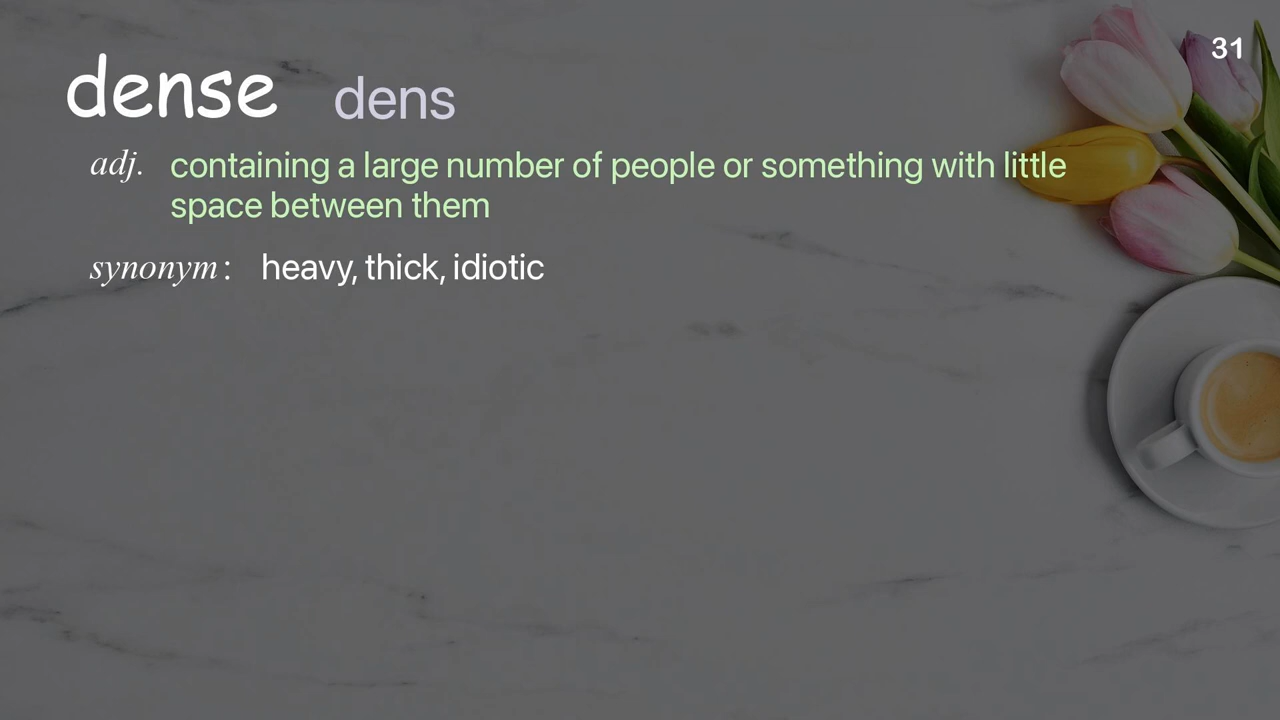 31
dense dens
adj. containing a large number of people or something with little
space between them
synonym: heavy, thick, idiotic